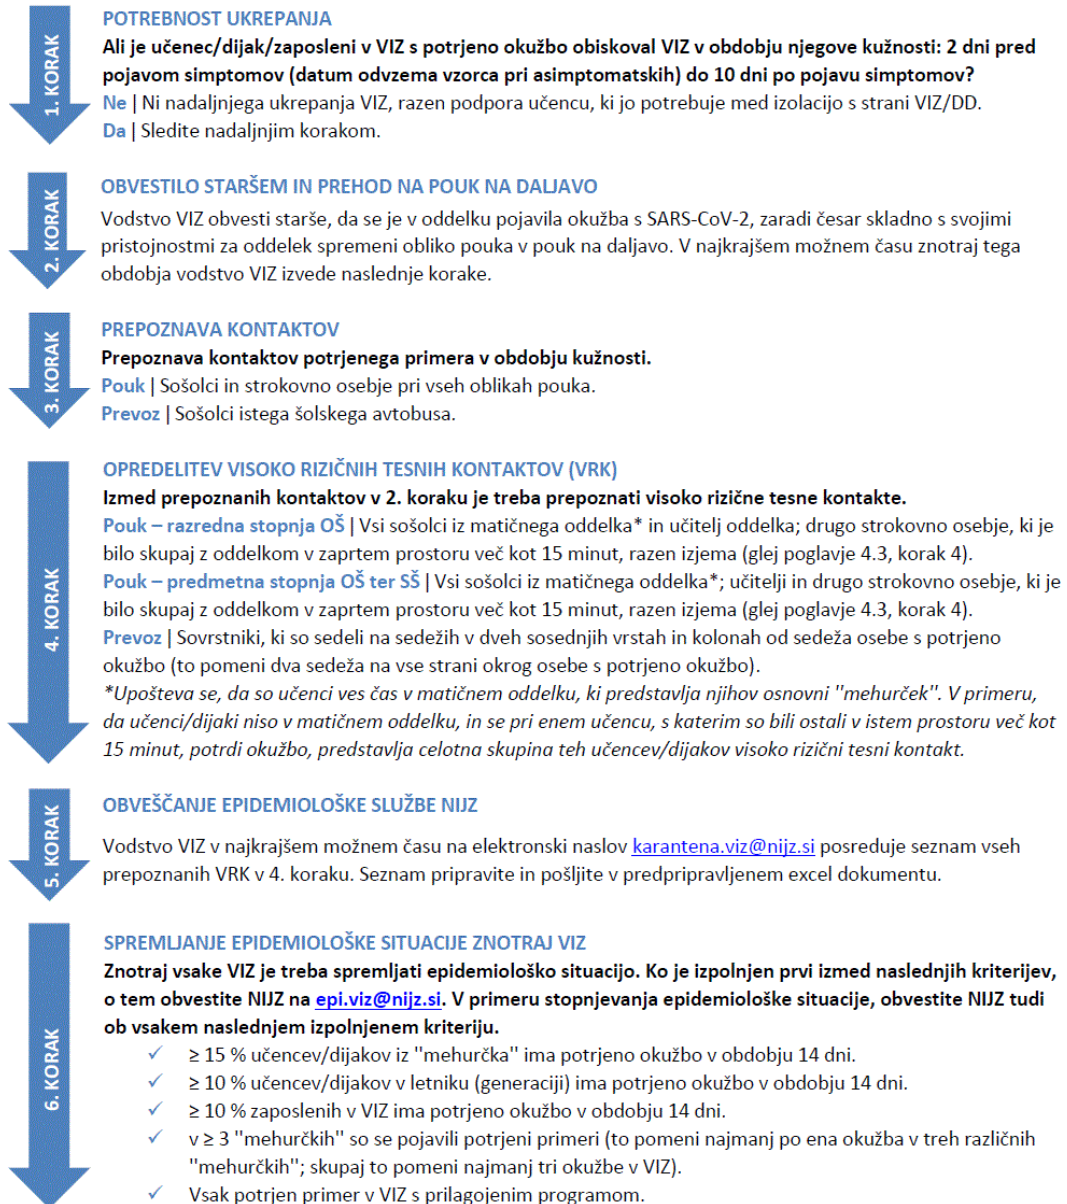 1. KORAK
POTREBNOST UKREPANJA
Ali je učenec/dijak/zaposleni v VIZ s potrjeno okužbo obiskoval VIZ v obdobju njegove kužnosti: 2 dni pred
pojavom simptomov (datum odvzema vzorca pri asimptomatskih) do 10 dni po pojavu simptomov?
Ne | Ni nadaljnjega ukrepanja VIZ, razen podpora učencu, ki jo potrebuje med izolacijo s strani VIZ/DD.
Da | Sledite nadaljnjim korakom.
2. KORAK
OBVESTILO STARŠEM IN PREHOD NA POUK NA DALJAVO
Vodstvo VIZ obvesti starše, da se je v oddelku pojavila okužba s SARS-CoV-2, zaradi česar skladno s svojimi
pristojnostmi za oddelek spremeni obliko pouka v pouk na daljavo. V najkrajšem možnem času znotraj tega
obdobja vodstvo VIZ izvede naslednje korake.
3. KORAK
PREPOZNAVA KONTAKTOV
Prepoznava kontaktov potrjenega primera v obdobju kužnosti.
Pouk | Sošolci in strokovno osebje pri vseh oblikah pouka.
Prevoz | Sošolci istega šolskega avtobusa.
4. KORAK
OPREDELITEV VISOKO RIZIČNIH TESNIH KONTAKTOV (VRK)
Izmed prepoznanih kontaktov v 2. koraku je treba prepoznati visoko rizične tesne kontakte.
Pouk – razredna stopnja OŠ | Vsi sošolci iz matičnega oddelka* in učitelj oddelka; drugo strokovno osebje, ki je
bilo skupaj z oddelkom v zaprtem prostoru več kot 15 minut, razen izjema (glej poglavje 4.3, korak 4).
Pouk – predmetna stopnja OŠ ter SŠ | Vsi sošolci iz matičnega oddelka*; učitelji in drugo strokovno osebje, ki je
bilo skupaj z oddelkom v zaprtem prostoru več kot 15 minut, razen izjema (glej poglavje 4.3, korak 4).
Prevoz | Sovrstniki, ki so sedeli na sedežih v dveh sosednjih vrstah in kolonah od sedeža osebe s potrjeno
okužbo (to pomeni dva sedeža na vse strani okrog osebe s potrjeno okužbo).
*Upošteva se, da so učenci ves čas v matičnem oddelku, ki predstavlja njihov osnovni "mehurček". V primeru,
da učenci/dijaki niso v matičnem oddelku, in se pri enem učencu, s katerim so bili ostali v istem prostoru več kot
15 minut, potrdi okužbo, predstavlja celotna skupina teh učencev/dijakov visoko rizični tesni kontakt.
5. KORAK
OBVEŠČANJE EPIDEMIOLOŠKE SLUŽBE NIJZ
Vodstvo VIZ v najkrajšem možnem času na elektronski naslov karantena.viz@nijz.si posreduje seznam vseh
prepoznanih VRK v 4. koraku. Seznam pripravite in pošljite v predpripravljenem excel dokumentu.
6. KORAK
SPREMLJANJE EPIDEMIOLOŠKE SITUACIJE ZNOTRAJ VIZ
Znotraj vsake VIZ je treba spremljati epidemiološko situacijo. Ko je izpolnjen prvi izmed naslednjih kriterijev,
o tem obvestite NIJZ na epi.viz@nijz.si. V primeru stopnjevanja epidemiološke situacije, obvestite NIJZ tudi
ob vsakem naslednjem izpolnjenem kriteriju.
✓ ≥ 15 % učencev/dijakov iz "mehurčka" ima potrjeno okužbo v obdobju 14 dni.
✓ ≥ 10 % učencev/dijakov v letniku (generaciji) ima potrjeno okužbo v obdobju 14 dni.
✓ ≥ 10 % zaposlenih v VIZ ima potrjeno okužbo v obdobju 14 dni.
✓ v ≥ 3 "mehurčkih" so se pojavili potrjeni primeri (to pomeni najmanj po ena okužba v treh različnih
"mehurčkih"; skupaj to pomeni najmanj tri okužbe v VIZ).
✓ Vsak potrjen primer v VIZ s prilagojenim programom.